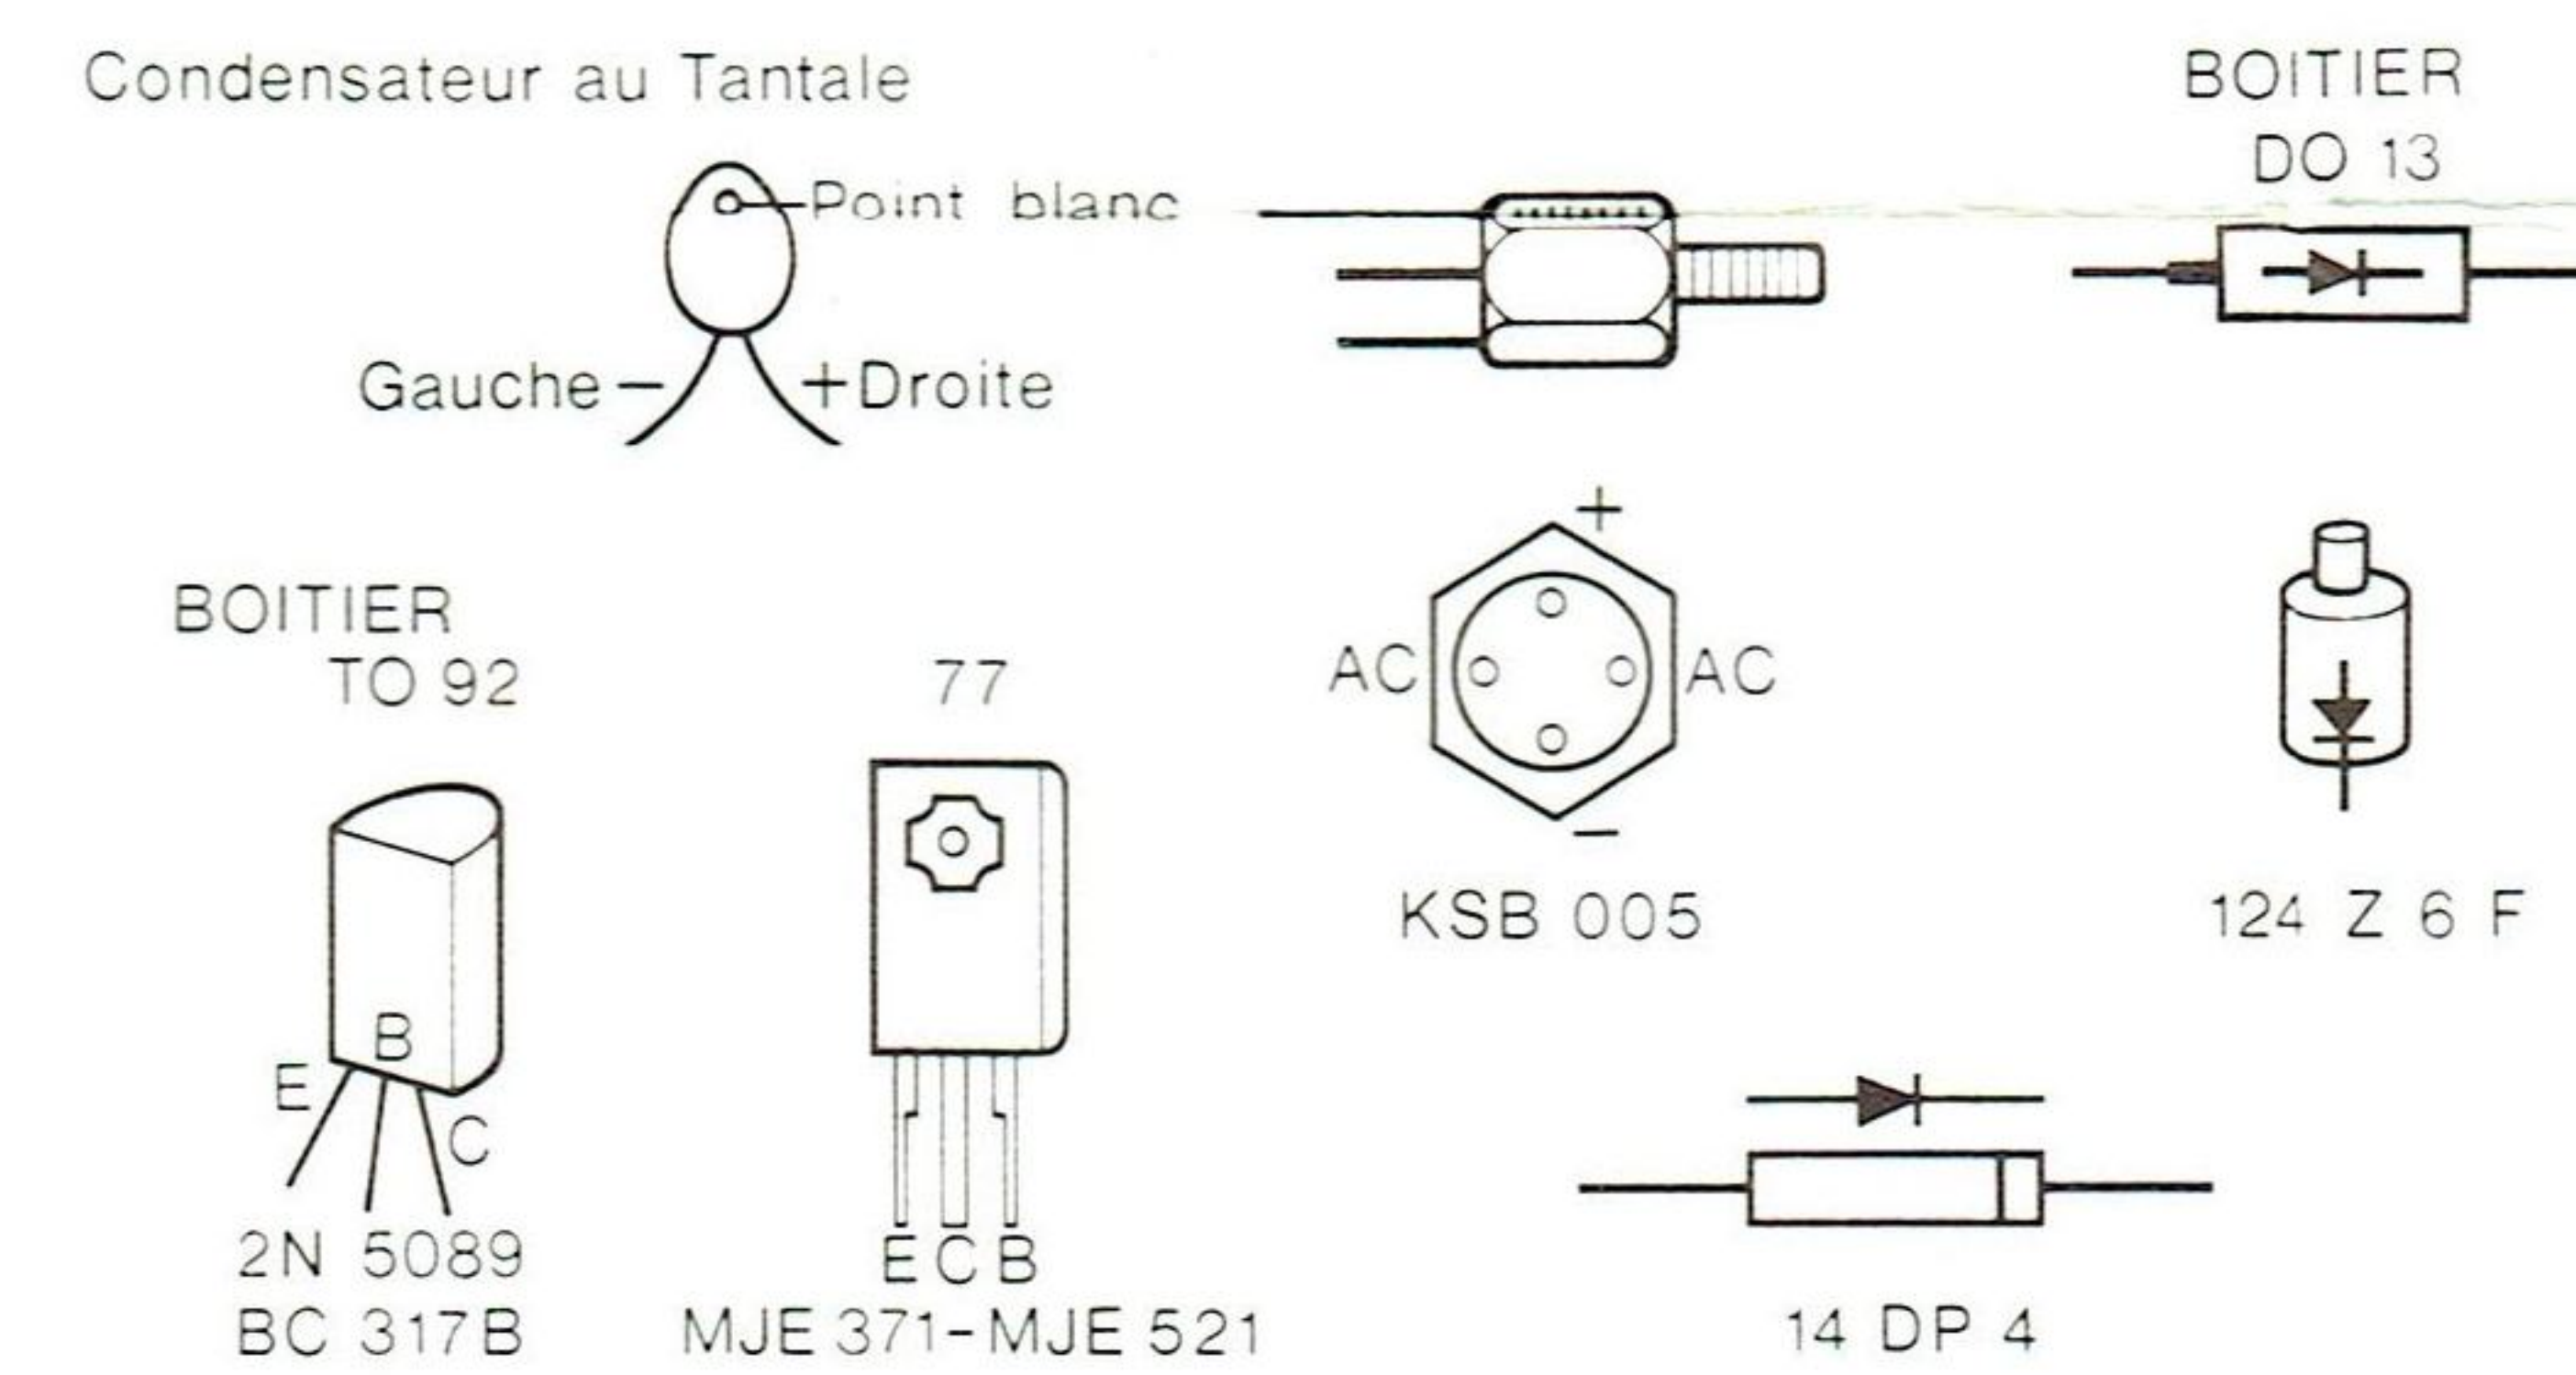 Condensateur au Tantale
Point blanc
Gauche – + Droite
BOITIER
DO 13
BOITIER
TO 92
77
+
AC AC
–
KSB 005
124 Z 6 F
B
E
C
2N 5089
BC 317B
E C B
MJE 371-MJE 521
14 DP 4